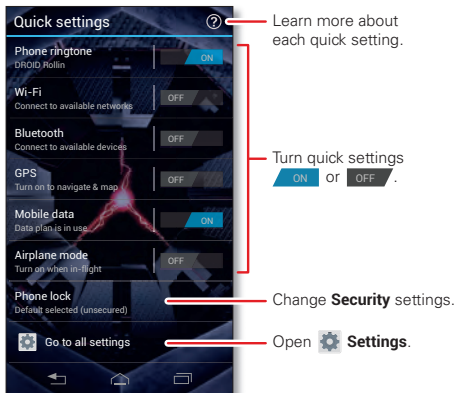 Quick settings
?
Learn more about
each quick setting.
Phone ringtone
DROID Rollin
ON
Wi-Fi
Connect to available networks
OFF
Bluetooth
Connect to available devices
OFF
GPS
Turn on to navigate & map
OFF
Mobile data
Data plan is in use
ON
Airplane mode
Turn on when in-flight
OFF
Turn quick settings
ON or OFF .
Phone lock
Default selected (unsecured)
Change Security settings.
Go to all settings
Open Settings.